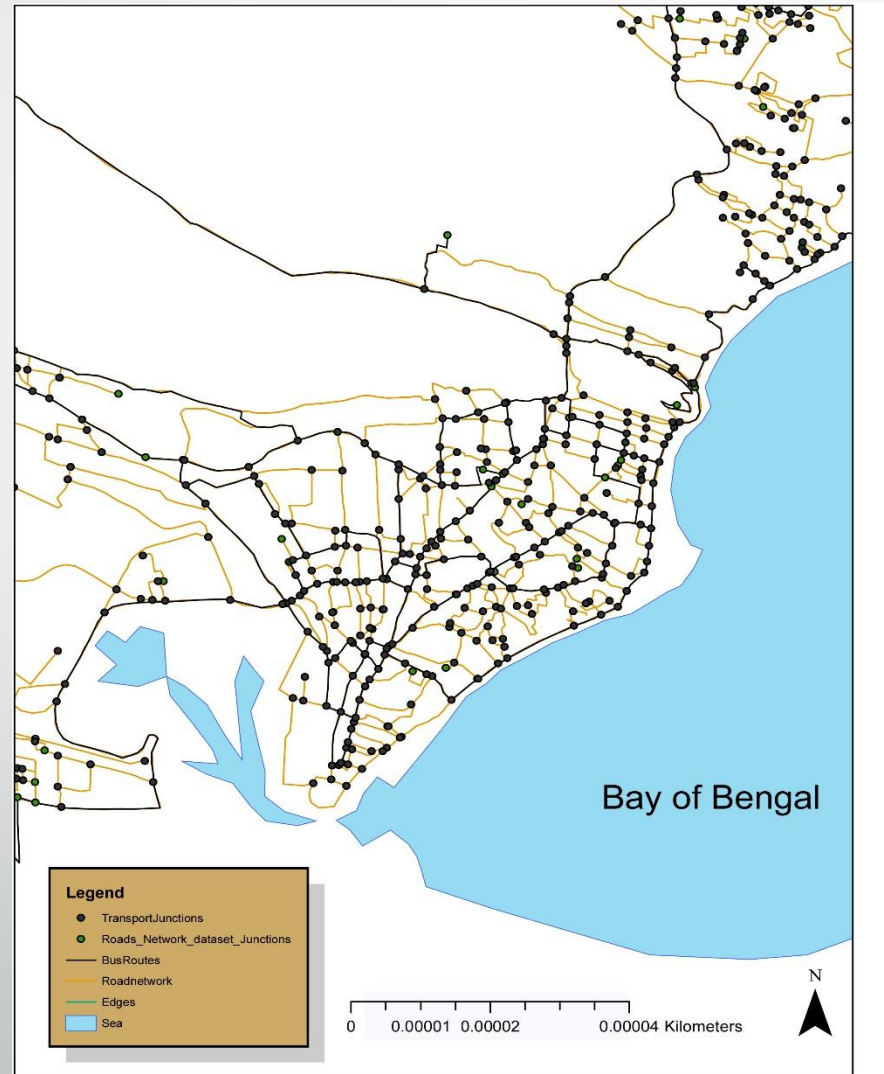 Bay of Bengal
Legend
TransportJunctions
Roads_Network_dataset_Junctions
BusRoutes
Roadnetwork
Edges
Sea
N
0 0.00001 0.00002 0.00004 Kilometers